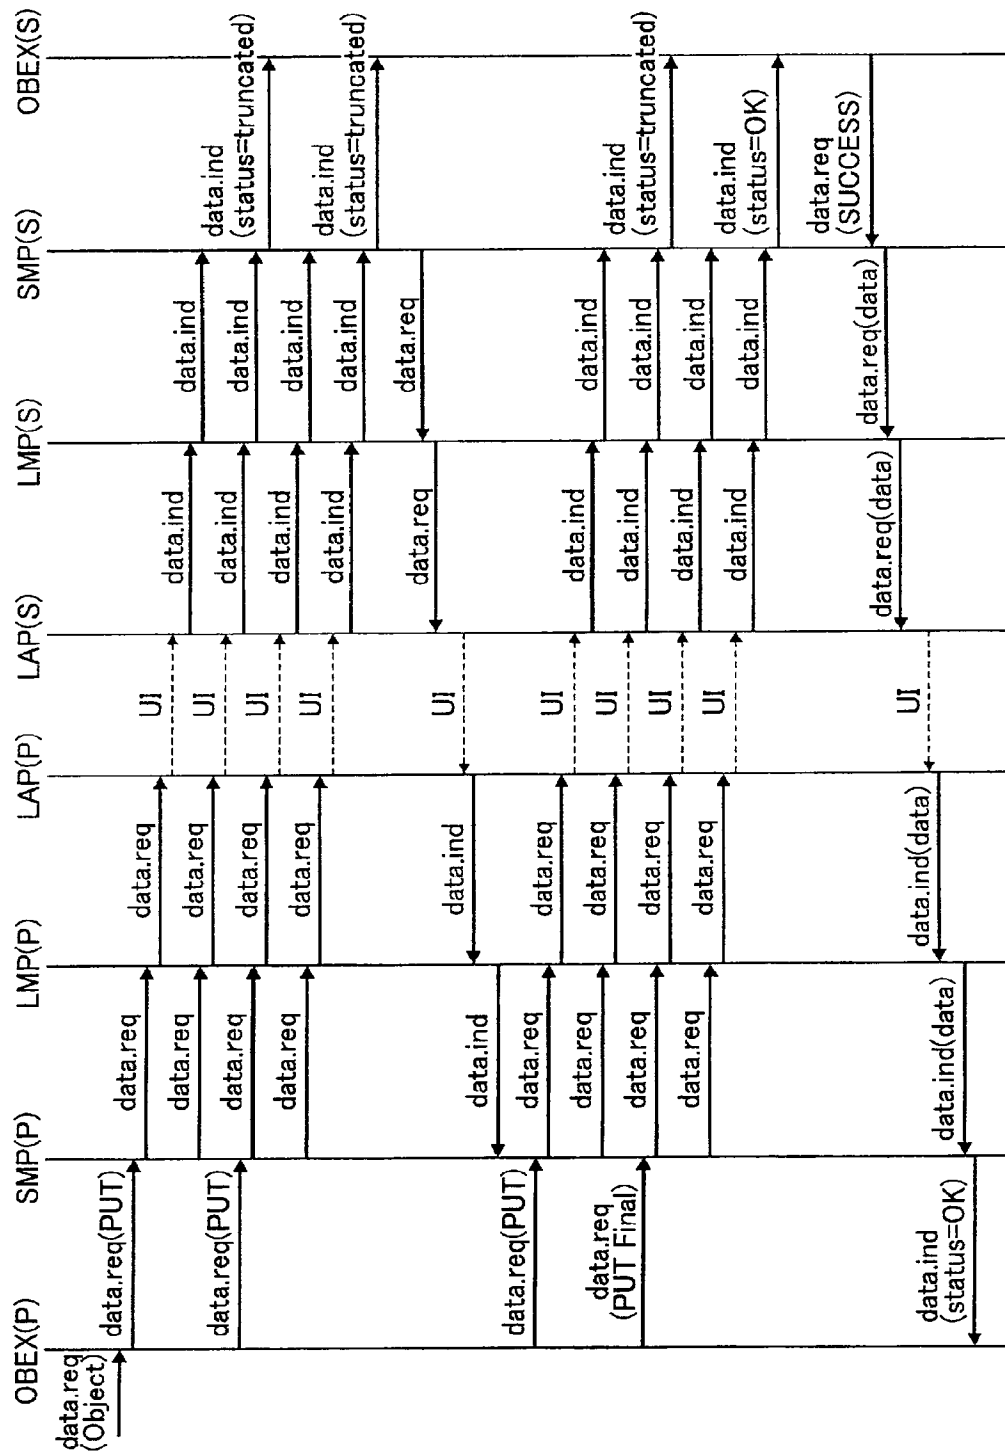 OBEX(P)
SMP(P)
LMP(P)
LAP(P)
LAP(S)
LMP(S)
SMP(S)
OBEX(S)
data.req
(Object)
data.req(PUT)
data.req(PUT)
data.req(PUT)
data.req
(PUT Final)
data.ind
(status=OK)
data.req
data.req
data.req
data.req
data.ind
data.req
data.req
data.req
data.req
data.ind(data)
data.req
data.req
data.req
data.req
data.ind
data.req
data.req
data.req
data.req
data.ind(data)
UI
UI
UI
UI
UI
UI
UI
UI
UI
UI
data.ind
data.ind
data.ind
data.ind
data.req
data.ind
data.ind
data.ind
data.ind
data.req(data)
data.ind
data.ind
data.ind
data.ind
data.req
data.ind
data.ind
data.ind
data.ind
data.req(data)
data.ind
(status=truncated)
data.ind
(status=truncated)
data.ind
(status=truncated)
data.ind
(status=OK)
data.req
(SUCCESS)